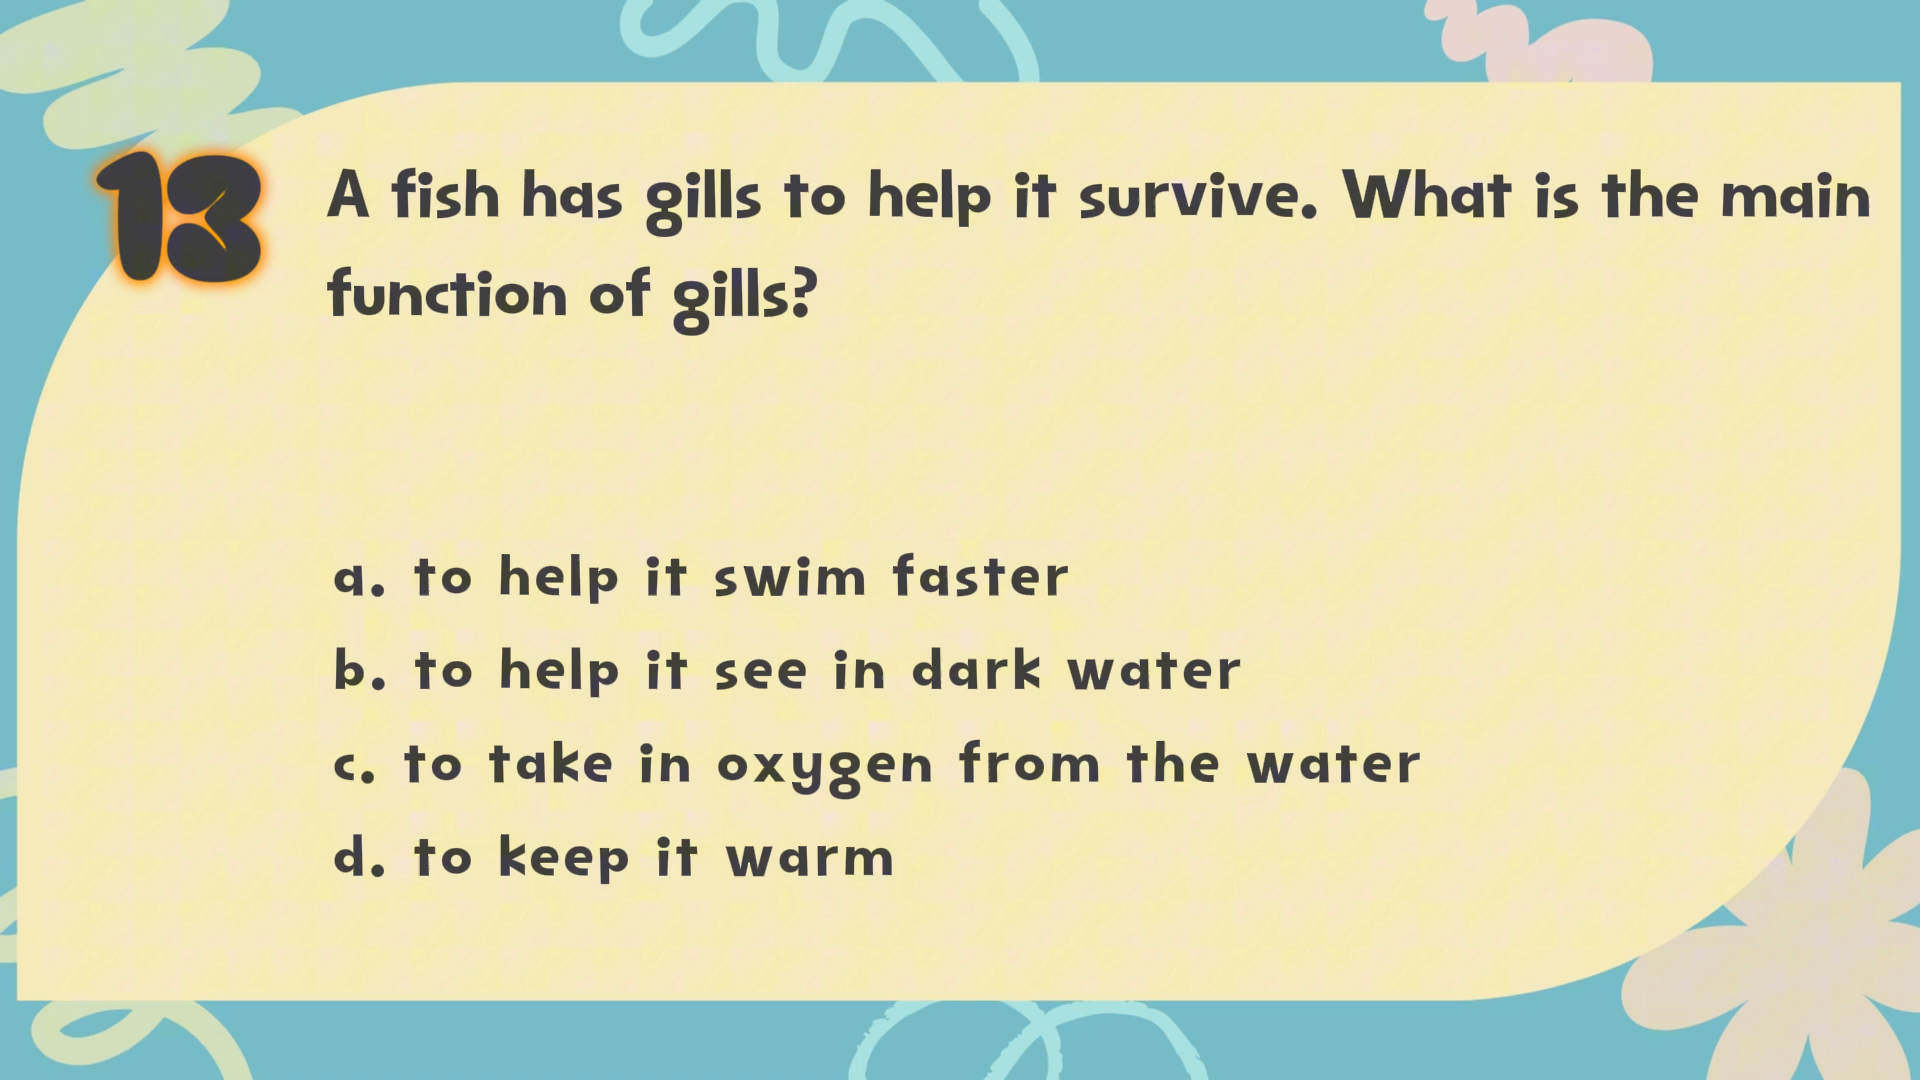 13
A fish has gills to help it survive. What is the main
function of gills?
a. to help it swim faster
b. to help it see in dark water
c. to take in oxygen from the water
d. to keep it warm